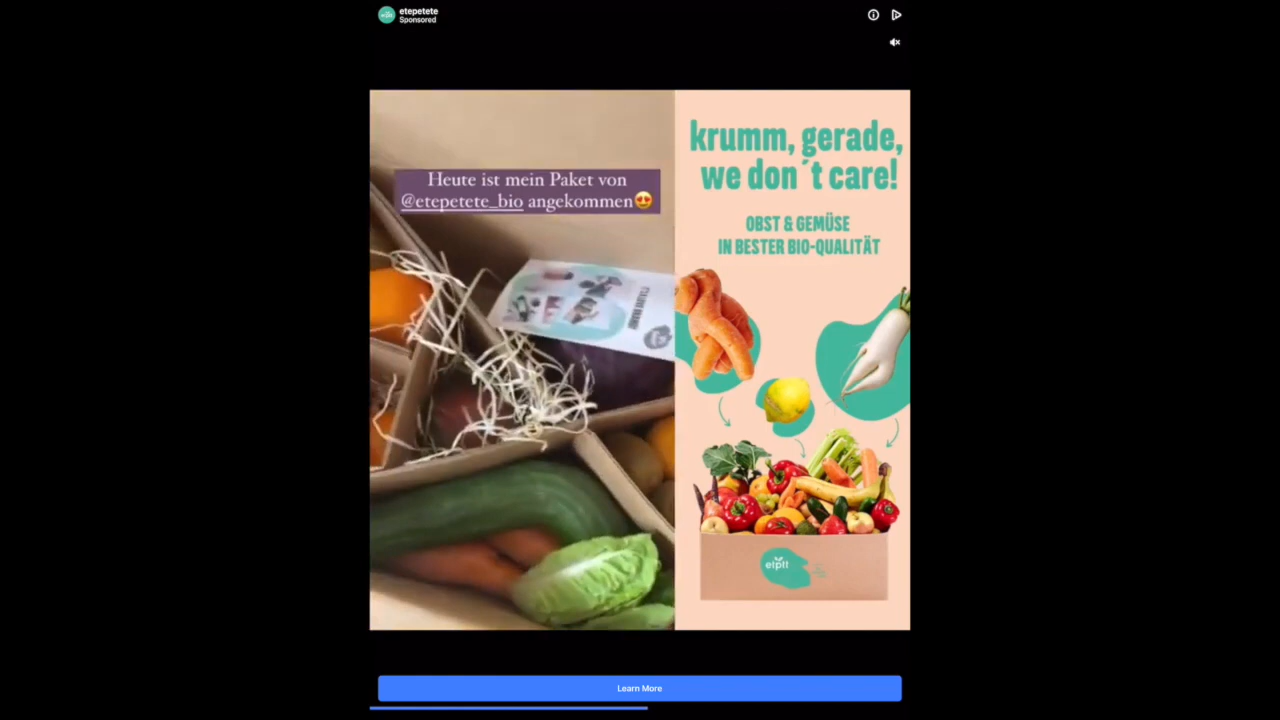 etepetete
Sponsored
Heute ist mein Paket von
@etepetete_bio angekommen😍
krumm, gerade,
we don´t care!
OBST & GEMÜSE
IN BESTER BIO-QUALITÄT
etptt
Learn More